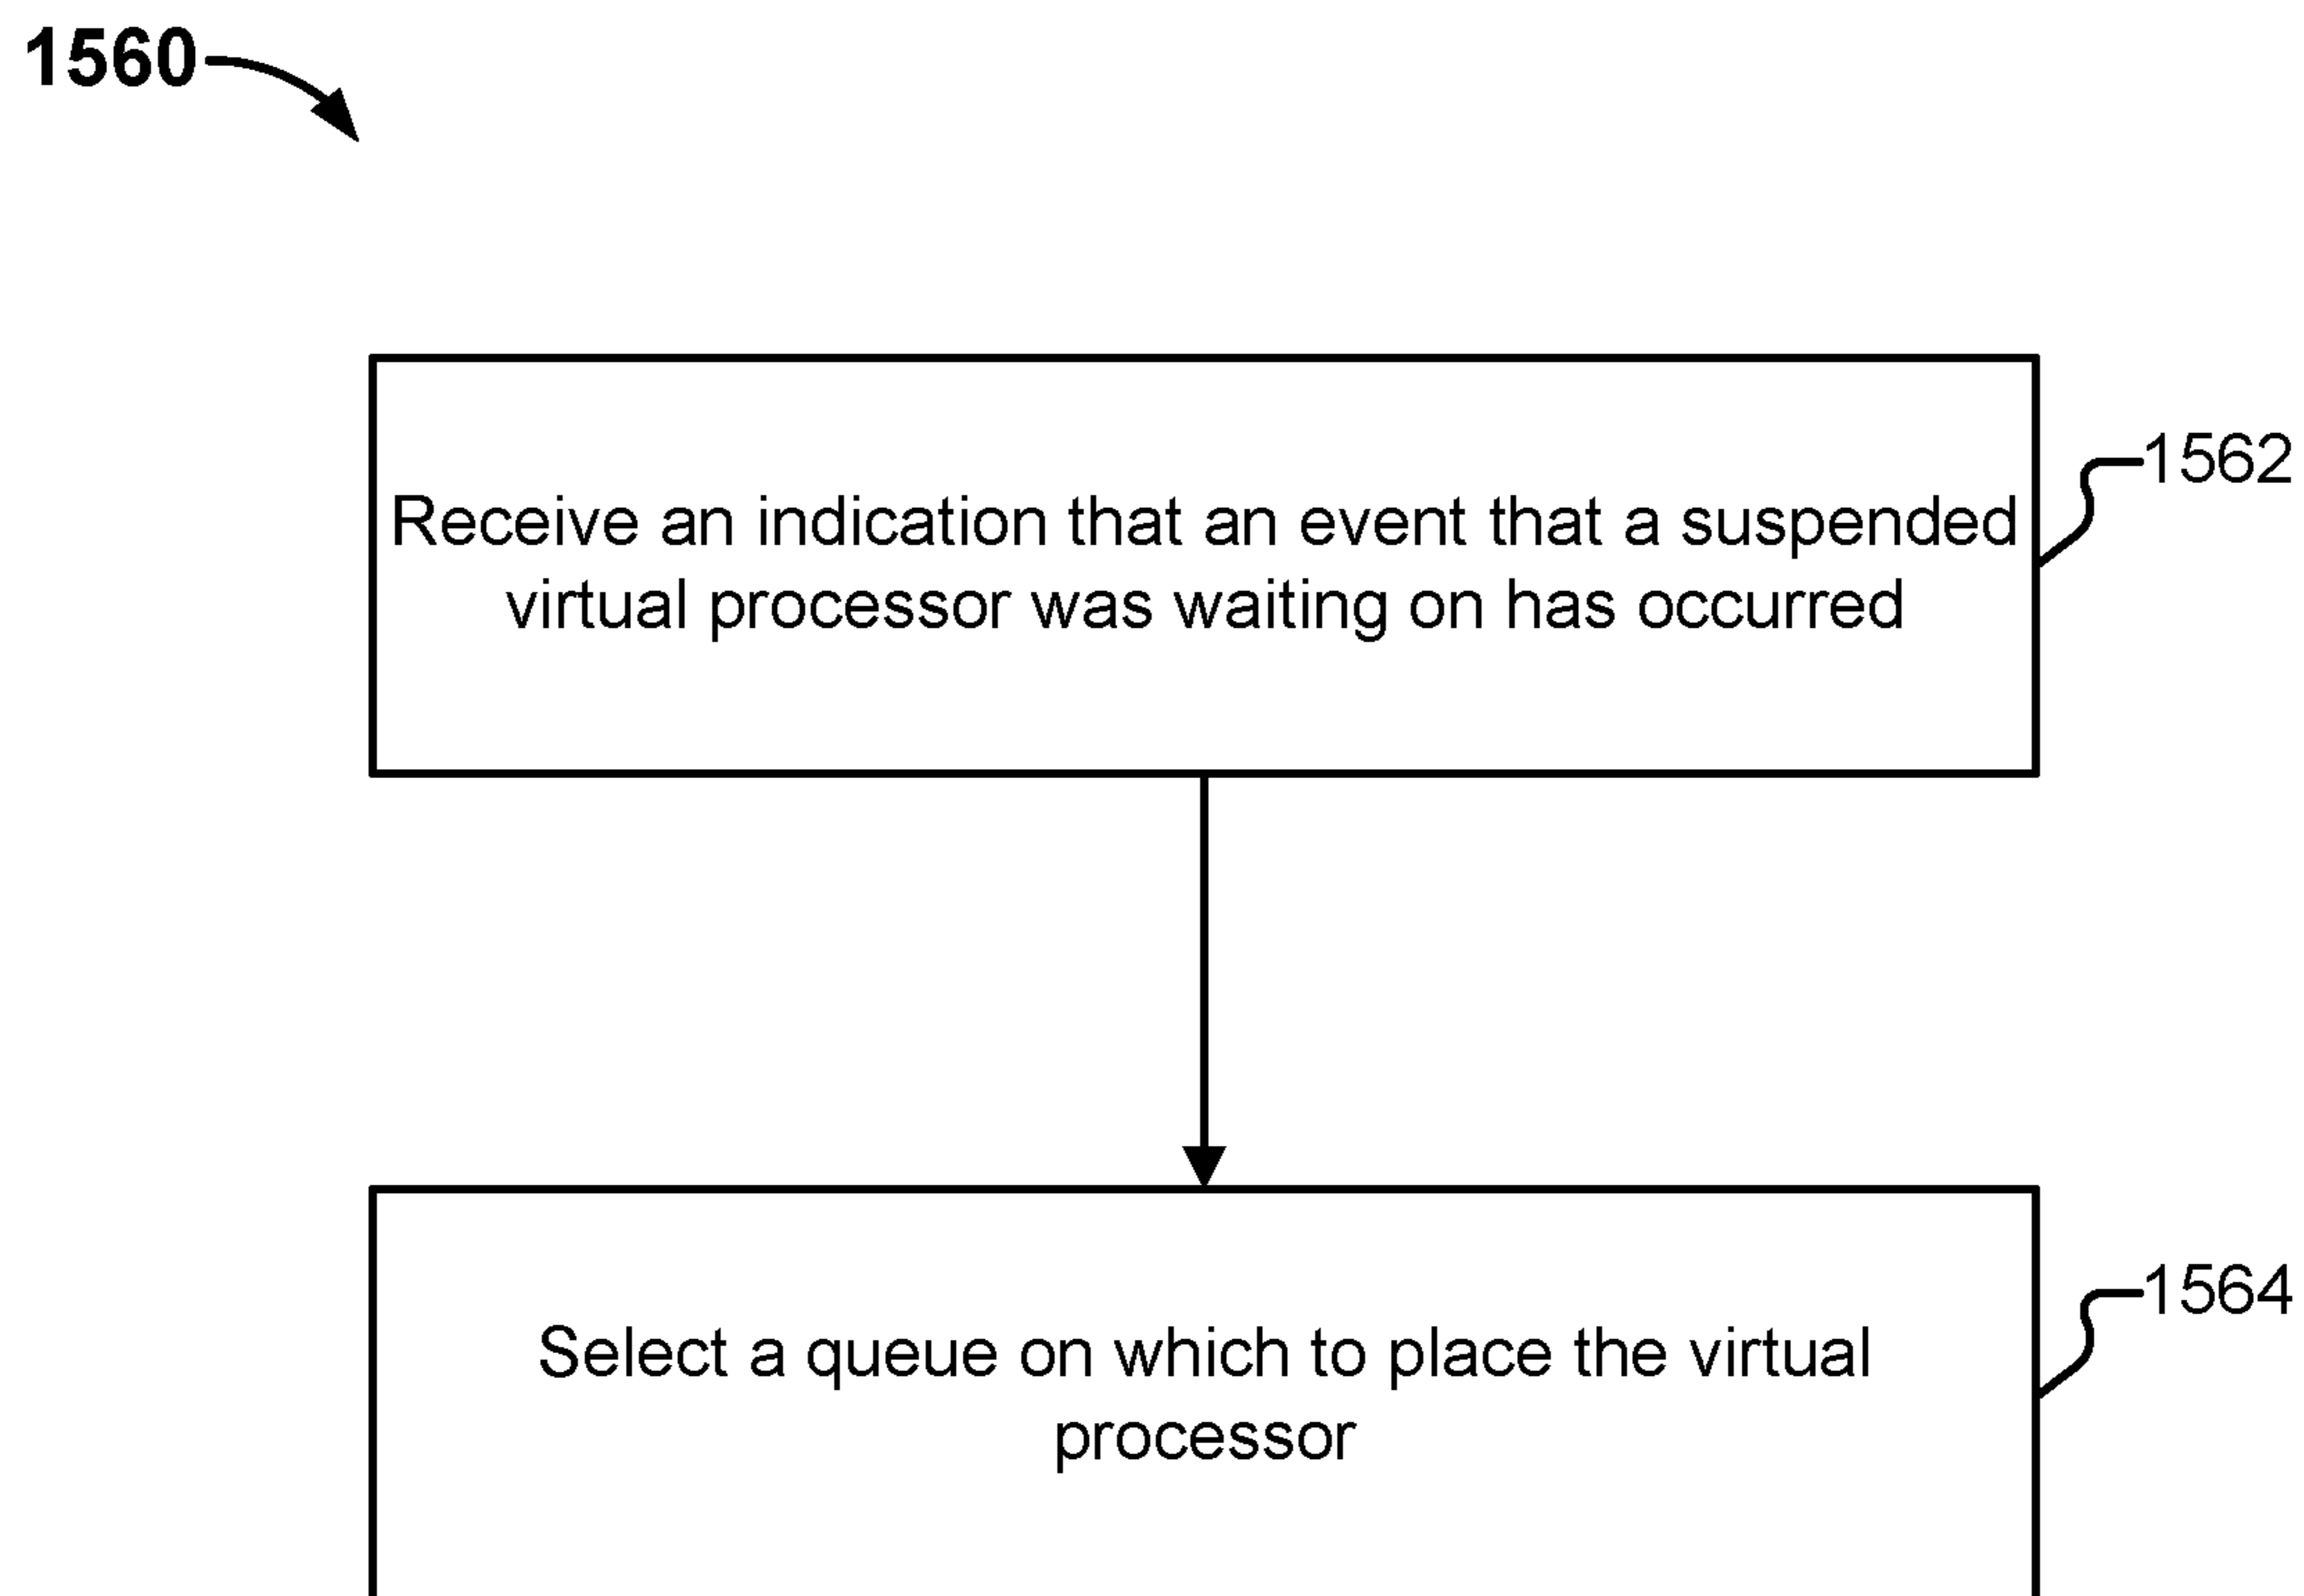 1560
Receive an indication that an event that a suspended
virtual processor was waiting on has occurred
1562
Select a queue on which to place the virtual
processor
1564